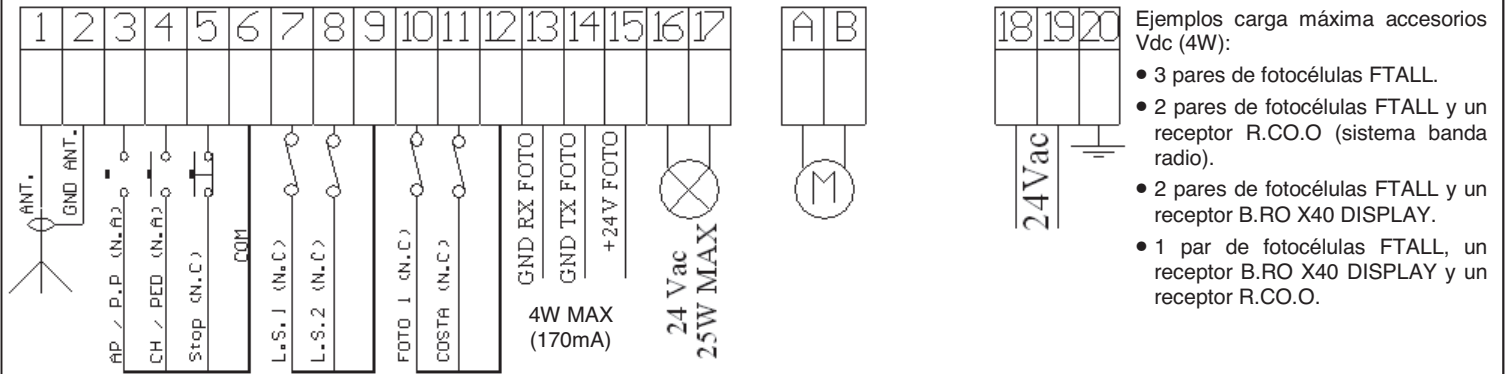 1 2 3 4 5 6 7 8 9 10 11 12 13 14 15 16 17
A B
18 19 20
ANT.
GND ANT.
AP / P.P (N.A)
CH / PED (N.A)
Stop (N.C)
COM
L.S.1 (N.C)
L.S.2 (N.C)
FOTO 1 (N.C)
COSTA (N.C)
GND RX FOTO
GND TX FOTO
+24V FOTO
4W MAX
(170mA)
24 Vac
25W MAX
M
24Vac
Ejemplos carga máxima accesorios
Vdc (4W):
• 3 pares de fotocélulas FTALL.
• 2 pares de fotocélulas FTALL y un
receptor R.CO.O (sistema banda
radio).
• 2 pares de fotocélulas FTALL y un
receptor B.RO X40 DISPLAY.
• 1 par de fotocélulas FTALL, un
receptor B.RO X40 DISPLAY y un
receptor R.CO.O.